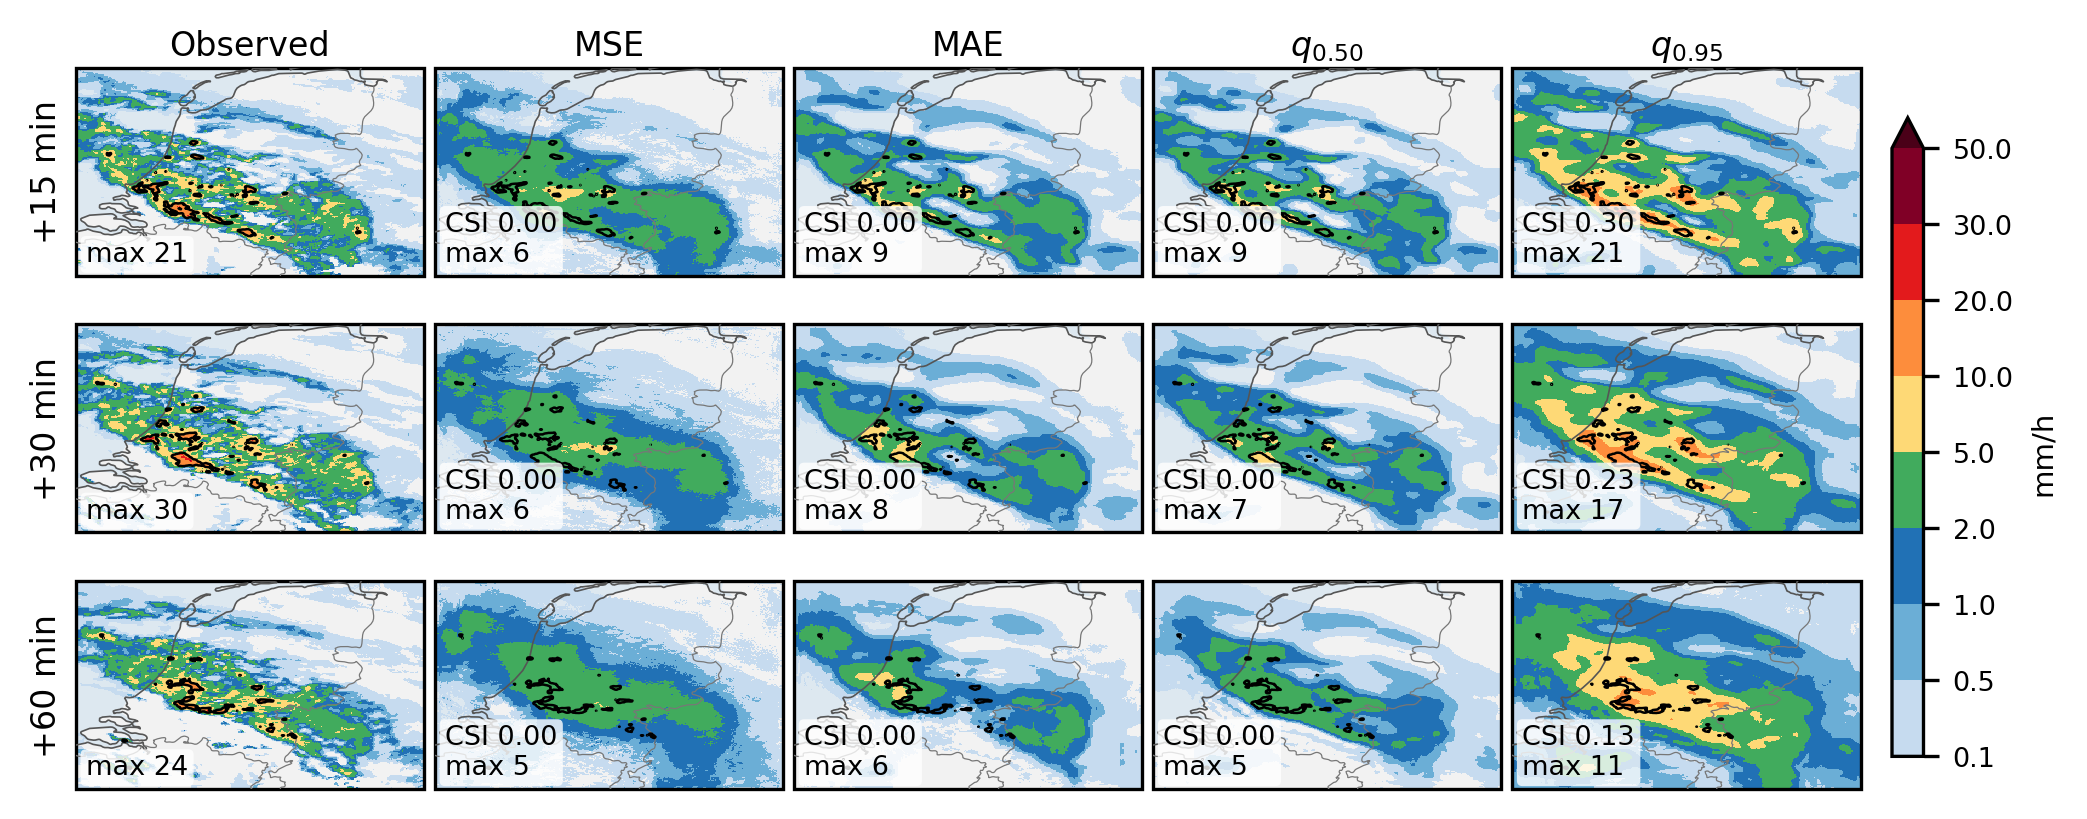 Observed MSE MAE q0.50 q0.95
+15 min
max 21
CSI 0.00
max 6
CSI 0.00
max 9
CSI 0.00
max 9
CSI 0.30
max 21
+30 min
max 30
CSI 0.00
max 6
CSI 0.00
max 8
CSI 0.00
max 7
CSI 0.23
max 17
+60 min
max 24
CSI 0.00
max 5
CSI 0.00
max 6
CSI 0.00
max 5
CSI 0.13
max 11
50.0
30.0
20.0
10.0
5.0
2.0
1.0
0.5
0.1
mm/h